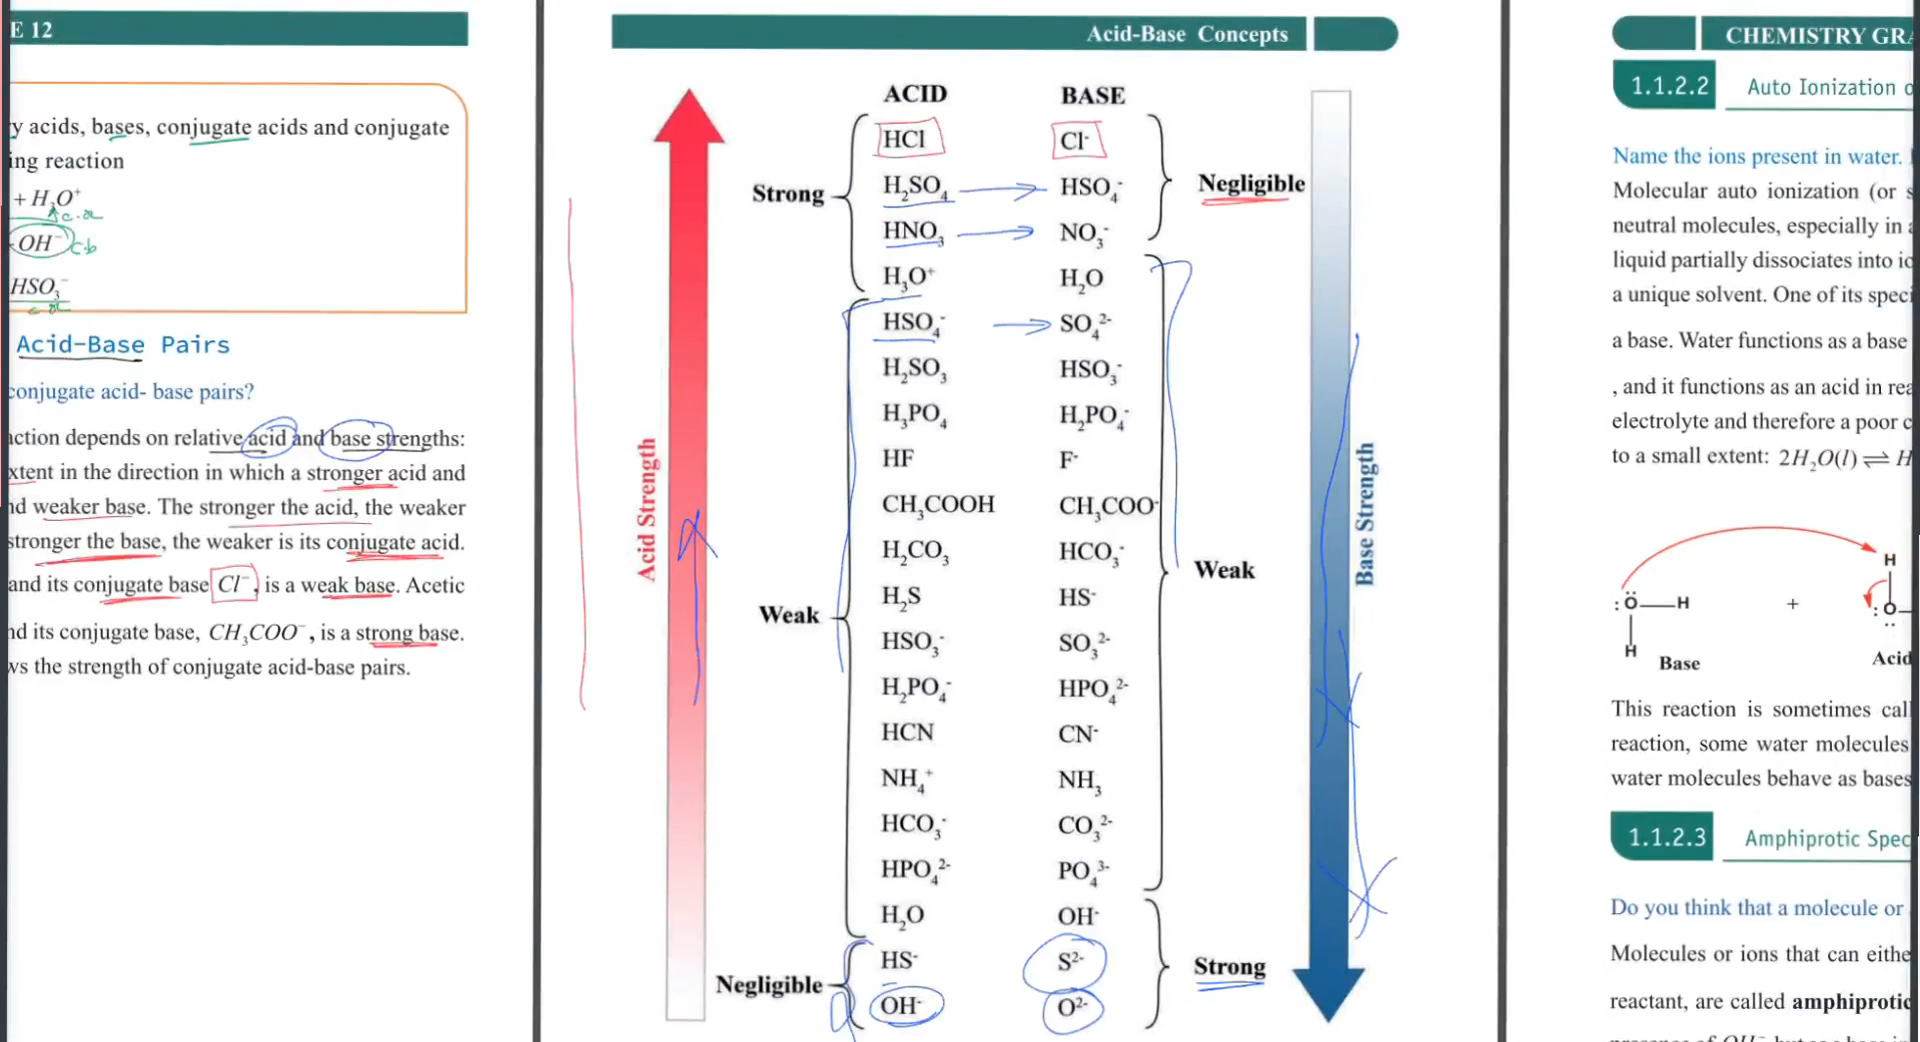 E 12
y acids, bases, conjugate acids and conjugate
ing reaction
+ H₃O⁺
c.a
OH⁻ c.b
HSO₃⁻
Acid-Base Pairs
conjugate acid- base pairs?
action depends on relative acid and base strengths:
xtent in the direction in which a stronger acid and
nd weaker base. The stronger the acid, the weaker
stronger the base, the weaker is its conjugate acid.
and its conjugate base Cl⁻, is a weak base. Acetic
nd its conjugate base, CH₃COO⁻, is a strong base.
ws the strength of conjugate acid-base pairs.
Acid-Base Concepts
ACID BASE
HCl Cl⁻
Strong H₂SO₄ HSO₄⁻ Negligible
HNO₃ NO₃⁻
H₃O⁺ H₂O
HSO₄⁻ SO₄²⁻
H₂SO₃ HSO₃⁻
H₃PO₄ H₂PO₄⁻
HF F⁻
CH₃COOH CH₃COO⁻
H₂CO₃ HCO₃⁻
Weak
H₂S HS⁻
Weak
HSO₃⁻ SO₃²⁻
H₂PO₄⁻ HPO₄²⁻
HCN CN⁻
NH₄⁺ NH₃
HCO₃⁻ CO₃²⁻
HPO₄²⁻ PO₄³⁻
H₂O OH⁻
HS⁻ S²⁻ Strong
Negligible
OH⁻ O²⁻
Acid Strength
Base Strength
CHEMISTRY GRA
1.1.2.2 Auto Ionization o
Name the ions present in water.
Molecular auto ionization (or s
neutral molecules, especially in a
liquid partially dissociates into io
a unique solvent. One of its speci
a base. Water functions as a base
, and it functions as an acid in rea
electrolyte and therefore a poor c
to a small extent: 2H₂O(l) ⇌ H
H
:Ö—H + :O
H
Base Acid
This reaction is sometimes call
reaction, some water molecules
water molecules behave as bases
1.1.2.3 Amphiprotic Spec
Do you think that a molecule or
Molecules or ions that can eithe
reactant, are called amphiprotic